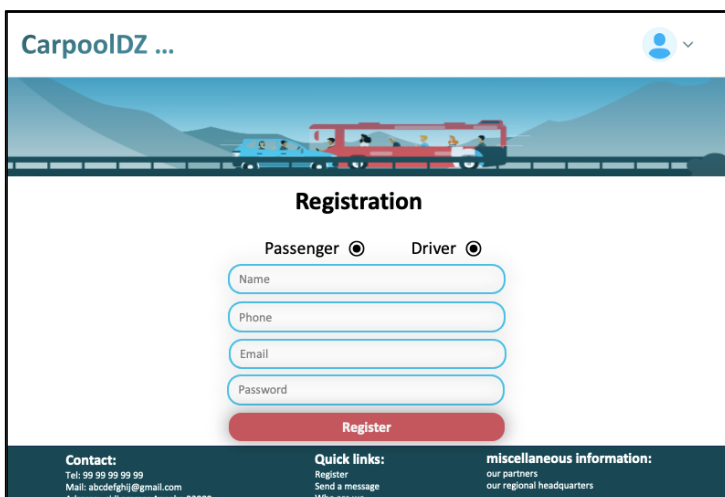 CarpoolDZ ...
Registration
Passenger Driver
Name
Phone
Email
Password
Register
Contact: Quick links: miscellaneous information:
Tel: 99 99 99 99 99 Register our partners
Mail: abcdefghij@gmail.com Send a message our regional headquarters